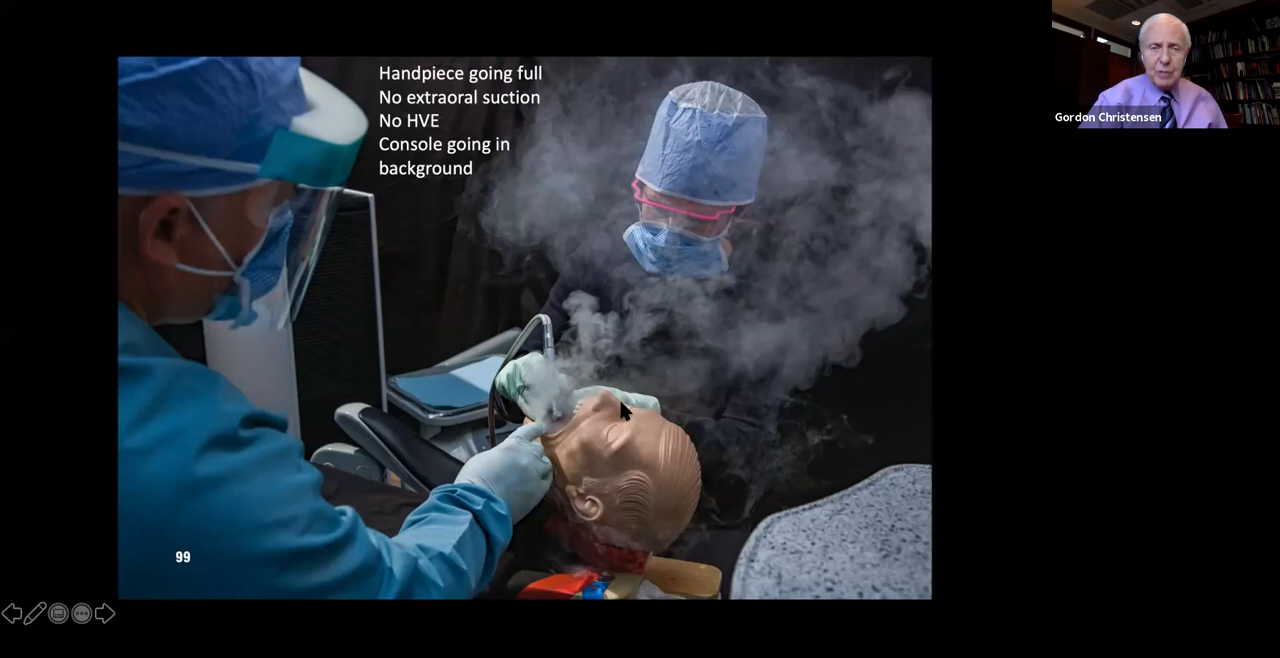 Handpiece going full
No extraoral suction
No HVE
Console going in
background
Gordon Christensen
99